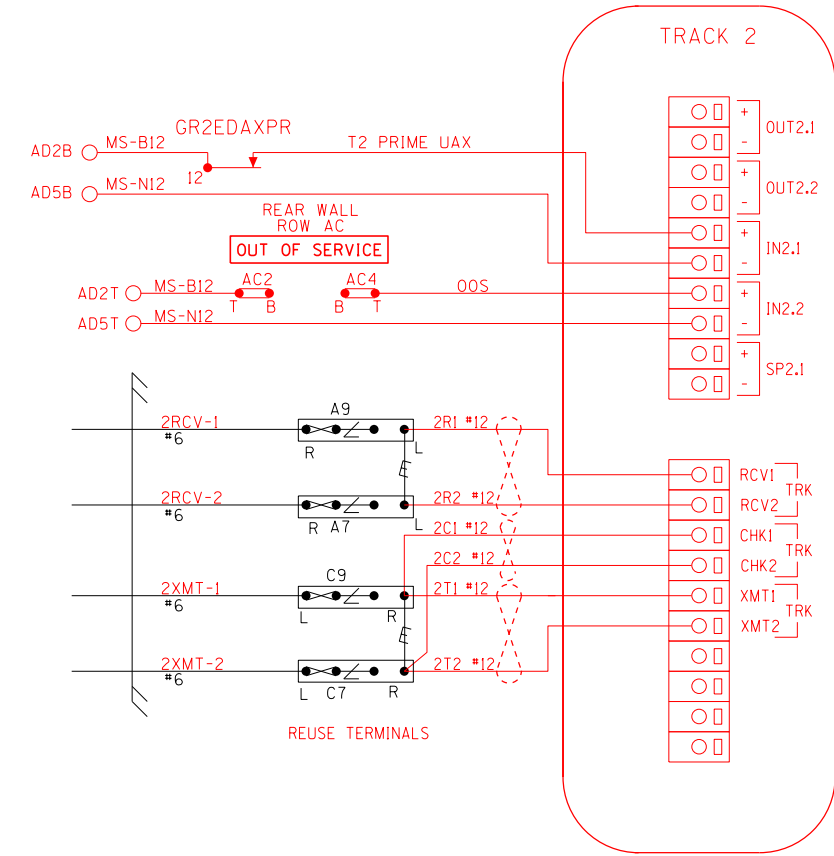 TRACK 2
GR2EDAXPR
AD2B MS-B12 12 T2 PRIME UAX
AD5B MS-N12
REAR WALL
ROW AC
OUT OF SERVICE
AD2T MS-B12 AC2 T B AC4 B T OOS
AD5T MS-N12
+ OUT2.1
-
+ OUT2.2
-
+ IN2.1
-
+ IN2.2
-
+ SP2.1
-
2RCV-1 #6 A9 R L 2R1 #12 RCV1 TRK
E
2RCV-2 #6 R A7 L 2R2 #12 RCV2
2C1 #12 CHK1 TRK
2C2 #12 CHK2
2XMT-1 #6 C9 L R 2T1 #12 XMT1 TRK
E
2XMT-2 #6 L C7 R 2T2 #12 XMT2
REUSE TERMINALS